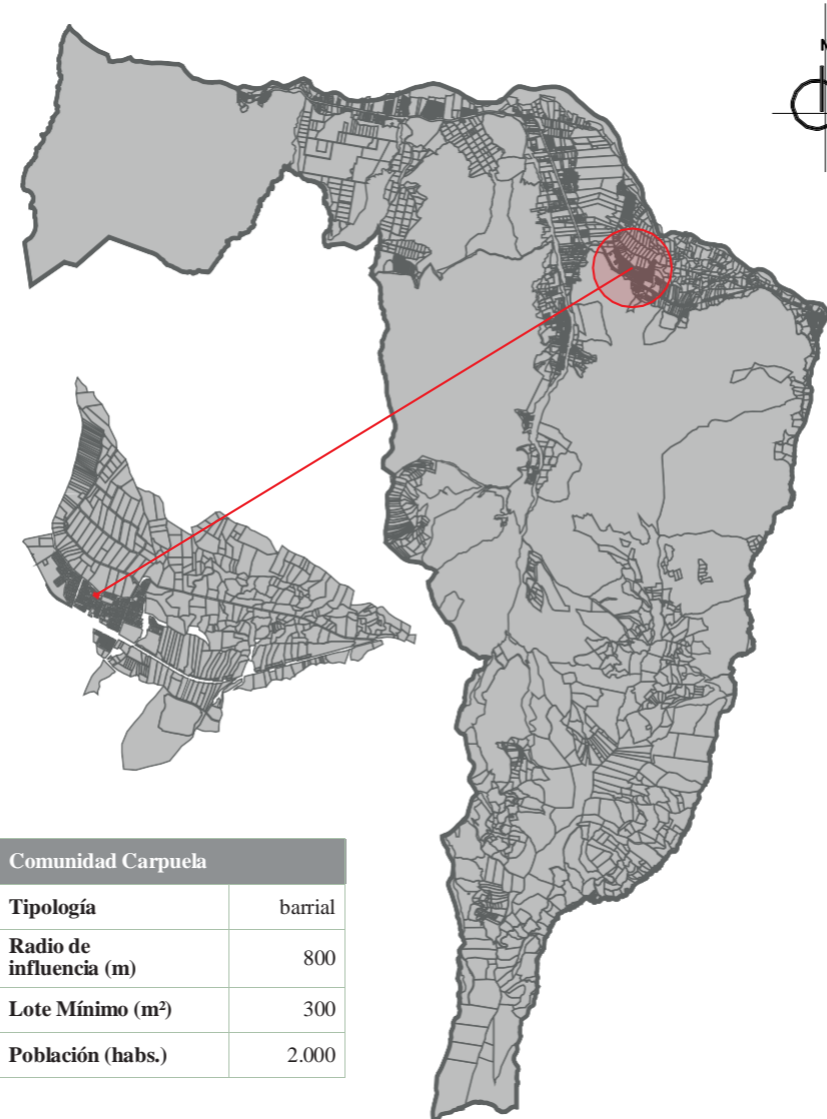 N
Comunidad Carpuela
Tipología barrial
Radio de
influencia (m) 800
Lote Mínimo (m²) 300
Población (habs.) 2.000